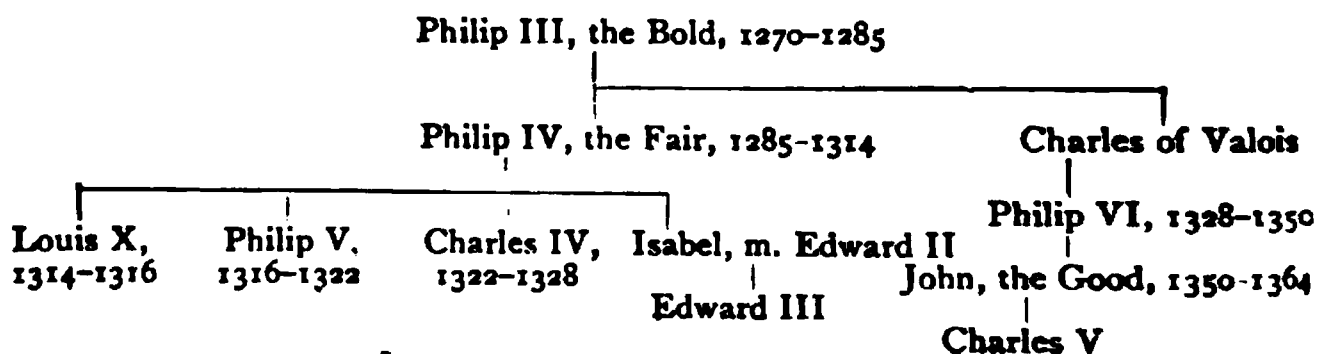 Philip III, the Bold, 1270–1285
Philip IV, the Fair, 1285–1314
Charles of Valois
Philip VI, 1328–1350
Louis X,
1314–1316
Philip V.
1316–1322
Charles IV,
1322–1328
Isabel, m. Edward II
Edward III
John, the Good, 1350-1364
Charles V